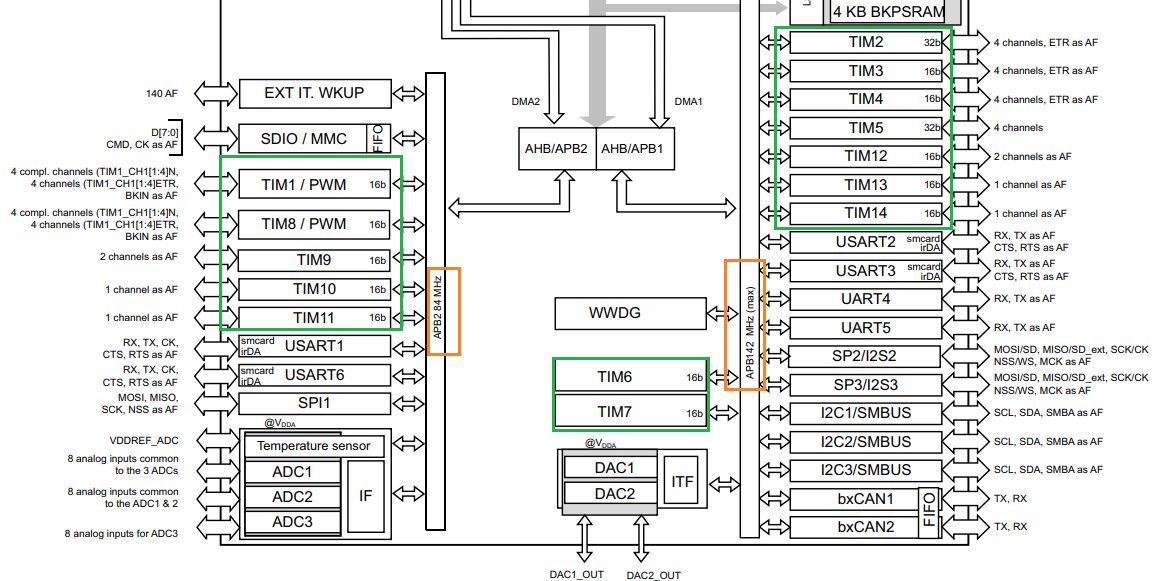 4 KB BKPSRAM
TIM2 32b
4 channels, ETR as AF
TIM3 16b
4 channels, ETR as AF
TIM4 16b
4 channels, ETR as AF
TIM5 32b
4 channels
TIM12 16b
2 channels as AF
TIM13 16b
1 channel as AF
TIM14 16b
1 channel as AF
USART2 smcard
irDA
RX, TX as AF
CTS, RTS as AF
USART3 smcard
irDA
RX, TX as AF
CTS, RTS as AF
UART4
RX, TX as AF
UART5
RX, TX as AF
SP2/I2S2
MOSI/SD, MISO/SD_ext, SCK/CK
NSS/WS, MCK as AF
SP3/I2S3
MOSI/SD, MISO/SD_ext, SCK/CK
NSS/WS, MCK as AF
I2C1/SMBUS
SCL, SDA, SMBA as AF
I2C2/SMBUS
SCL, SDA, SMBA as AF
I2C3/SMBUS
SCL, SDA, SMBA as AF
bxCAN1
TX, RX
bxCAN2
TX, RX
FIFO
DMA2
DMA1
AHB/APB2
AHB/APB1
APB142 MHz (max)
WWDG
TIM6 16b
TIM7 16b
@VDDA
DAC1
DAC2
ITF
DAC1_OUT
DAC2_OUT
140 AF
EXT IT. WKUP
D[7:0]
CMD, CK as AF
SDIO / MMC
FIFO
4 compl. channels (TIM1_CH1[1:4]N,
4 channels (TIM1_CH1[1:4]ETR,
BKIN as AF
TIM1 / PWM 16b
4 compl. channels (TIM1_CH1[1:4]N,
4 channels (TIM1_CH1[1:4]ETR,
BKIN as AF
TIM8 / PWM 16b
2 channels as AF
TIM9 16b
1 channel as AF
TIM10 16b
1 channel as AF
TIM11 16b
APB2 84 MHz
RX, TX, CK,
CTS, RTS as AF
smcard
irDA USART1
RX, TX, CK,
CTS, RTS as AF
smcard
irDA USART6
MOSI, MISO,
SCK, NSS as AF
SPI1
@VDDA
VDDREF_ADC
Temperature sensor
8 analog inputs common
to the 3 ADCs
ADC1
8 analog inputs common
to the ADC1 & 2
ADC2
8 analog inputs for ADC3
ADC3
IF